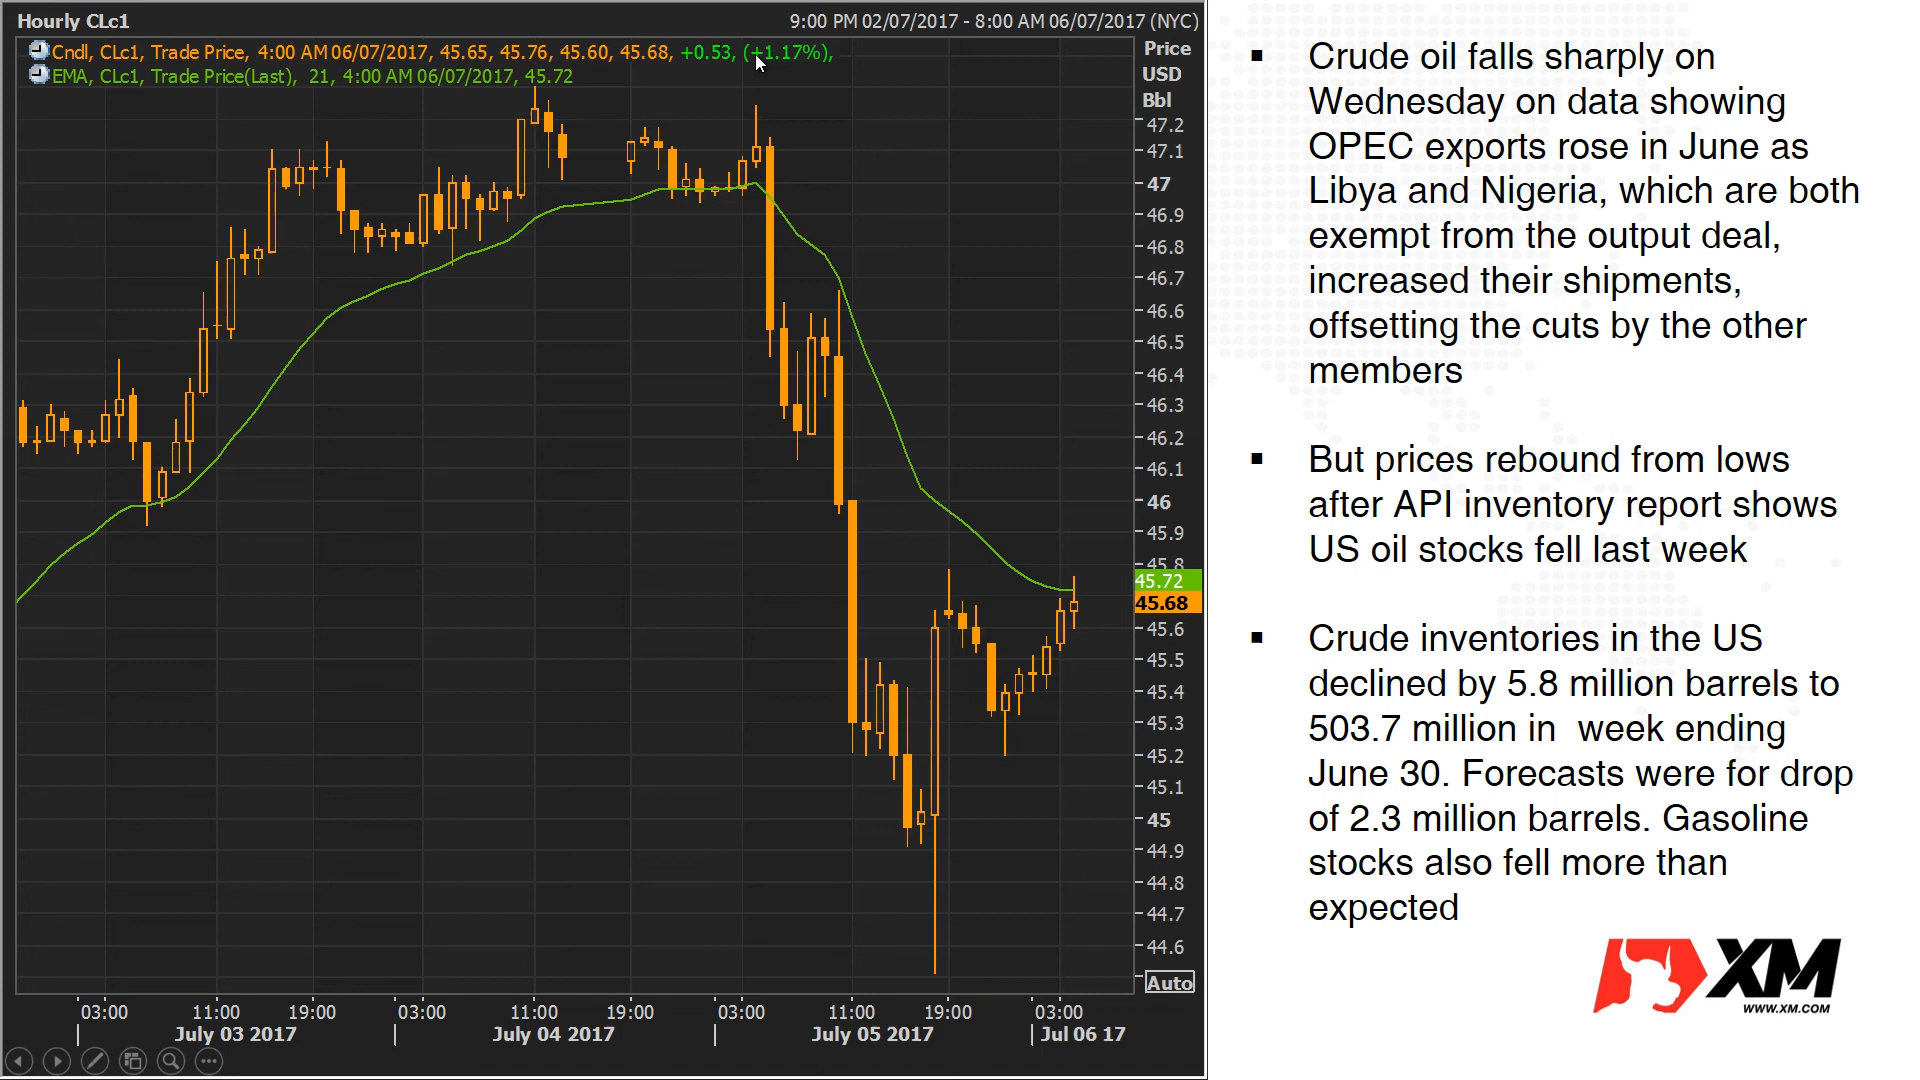 Hourly CLc1
9:00 PM 02/07/2017 - 8:00 AM 06/07/2017 (NYC)
Cndl, CLc1, Trade Price, 4:00 AM 06/07/2017, 45.65, 45.76, 45.60, 45.68, +0.53, (+1.17%),
EMA, CLc1, Trade Price(Last), 21, 4:00 AM 06/07/2017, 45.72
Price
USD
Bbl
47.2
47.1
47
46.9
46.8
46.7
46.6
46.5
46.4
46.3
46.2
46.1
46
45.9
45.8
45.72
45.68
45.6
45.5
45.4
45.3
45.2
45.1
45
44.9
44.8
44.7
44.6
Auto
03:00 11:00 19:00 03:00 11:00 19:00 03:00 11:00 19:00 03:00
July 03 2017 July 04 2017 July 05 2017 Jul 06 17
▪ Crude oil falls sharply on
Wednesday on data showing
OPEC exports rose in June as
Libya and Nigeria, which are both
exempt from the output deal,
increased their shipments,
offsetting the cuts by the other
members
▪ But prices rebound from lows
after API inventory report shows
US oil stocks fell last week
▪ Crude inventories in the US
declined by 5.8 million barrels to
503.7 million in  week ending
June 30. Forecasts were for drop
of 2.3 million barrels. Gasoline
stocks also fell more than
expected
XM
WWW.XM.COM